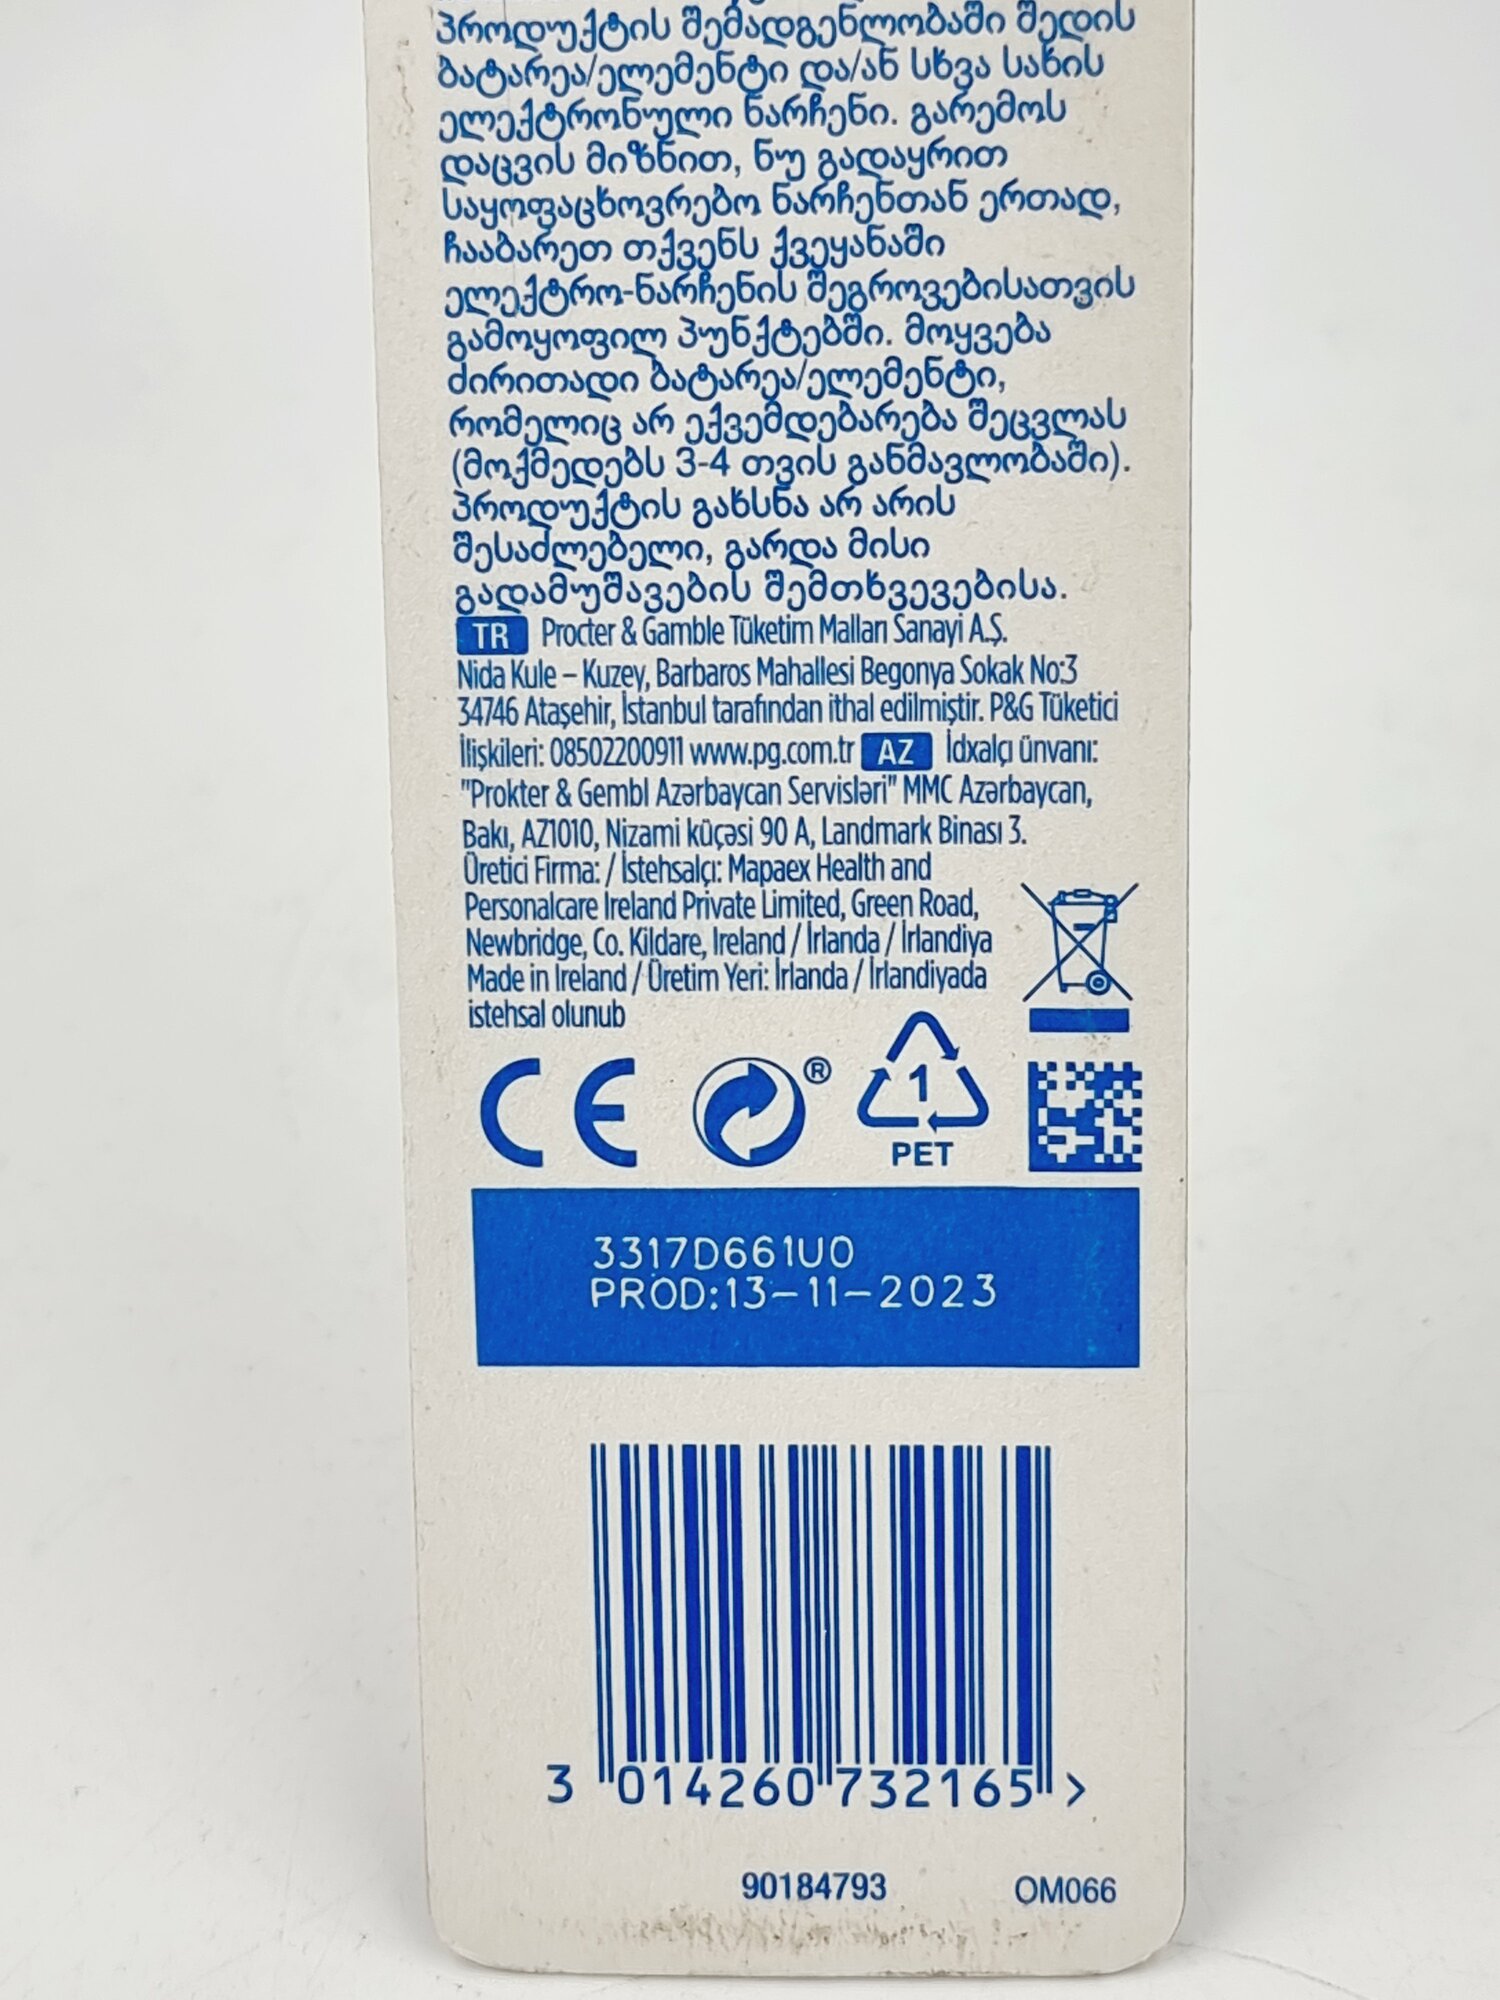 პროდუქტის შემადგენლობაში შედის
ბატარეა/ელემენტი და/ან სხვა სახის
ელექტრონული ნარჩენი. გარემოს
დაცვის მიზნით, ნუ გადაყრით
საყოფაცხოვრებო ნარჩენთან ერთად,
ჩააბარეთ თქვენს ქვეყანაში
ელექტრო-ნარჩენის შეგროვებისათვის
გამოყოფილ პუნქტებში. მოყვება
ძირითადი ბატარეა/ელემენტი,
რომელიც არ ექვემდებარება შეცვლას
(მოქმედებს 3-4 თვის განმავლობაში).
პროდუქტის გახსნა არ არის
შესაძლებელი, გარდა მისი
გადამუშავების შემთხვევებისა.
TR Procter & Gamble Tüketim Malları Sanayi A.Ş.
Nida Kule – Kuzey, Barbaros Mahallesi Begonya Sokak No:3
34746 Ataşehir, İstanbul tarafından ithal edilmiştir. P&G Tüketici
İlişkileri: 08502200911 www.pg.com.tr AZ İdxalçı ünvanı:
"Prokter & Gembl Azərbaycan Servisləri" MMC Azərbaycan,
Bakı, AZ1010, Nizami küçəsi 90 A, Landmark Binası 3.
Üretici Firma: / İstehsalçı: Mapaex Health and
Personalcare Ireland Private Limited, Green Road,
Newbridge, Co. Kildare, Ireland / İrlanda / İrlandiya
Made in Ireland / Üretim Yeri: İrlanda / İrlandiyada
istehsal olunub
CE ® 1
PET
3317D661U0
PROD:13-11-2023
3 014260 732165 >
90184793 OM066